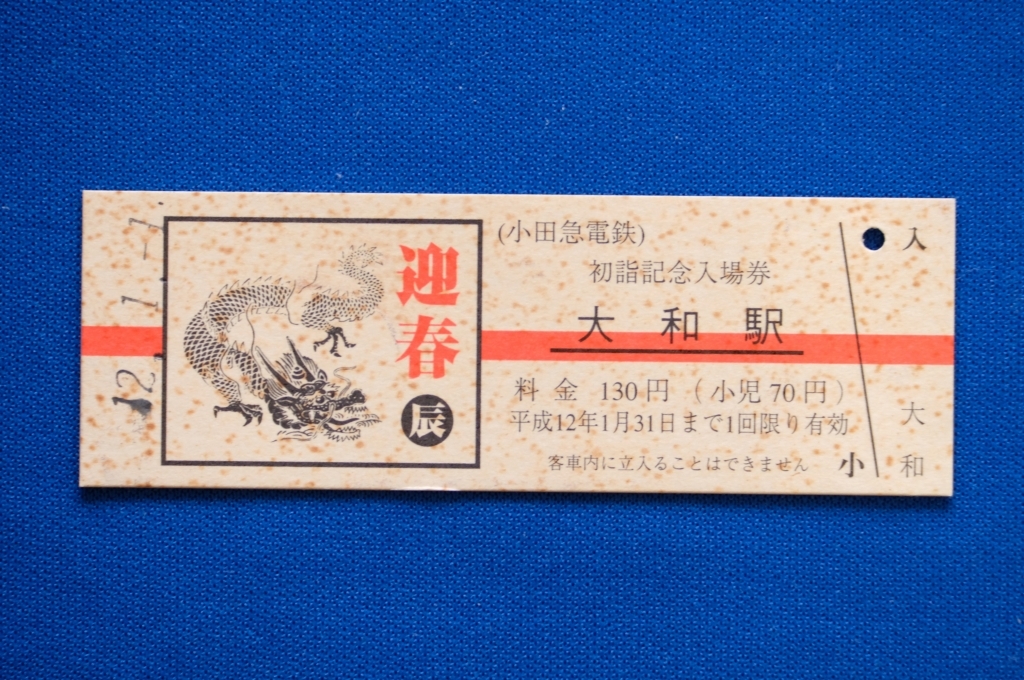 12.1.-1.
迎春
辰
(小田急電鉄)
初詣記念入場券
大和駅
料金 130円 (小児70円)
平成12年1月31日まで1回限り有効
客車内に立入ることはできません
小
入
大和